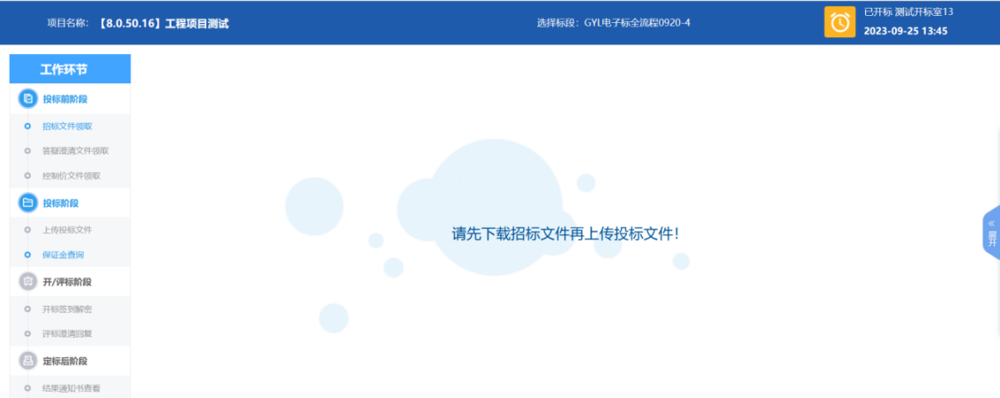 项目名称: 【8.0.50.16】工程项目测试
选择标段: GYL电子标全流程0920-4
已开标 测试开标室13
2023-09-25 13:45
工作环节
投标前阶段
招标文件领取
答疑澄清文件领取
控制价文件领取
投标阶段
上传投标文件
保证金查询
开/评标阶段
开标签到解密
评标澄清回复
定标后阶段
结果通知书查看
请先下载招标文件再上传投标文件!
«
展开